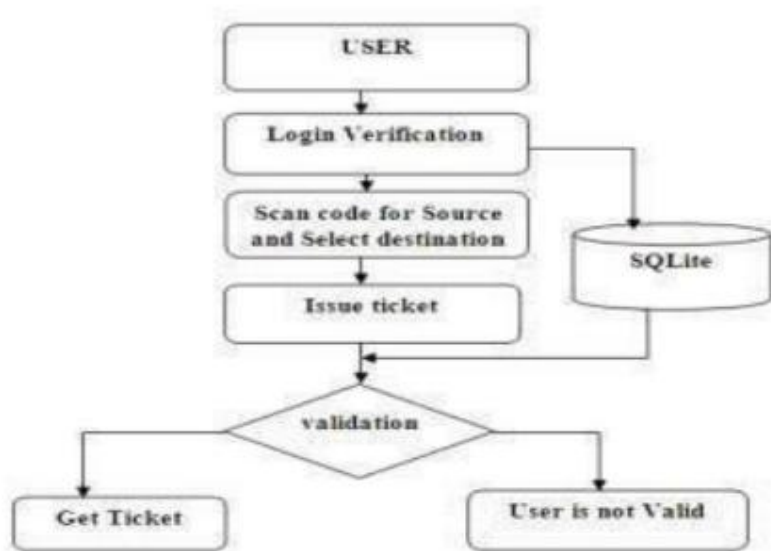 USER
Login Verification
Scan code for Source
and Select destination
SQLite
Issue ticket
validation
Get Ticket
User is not Valid